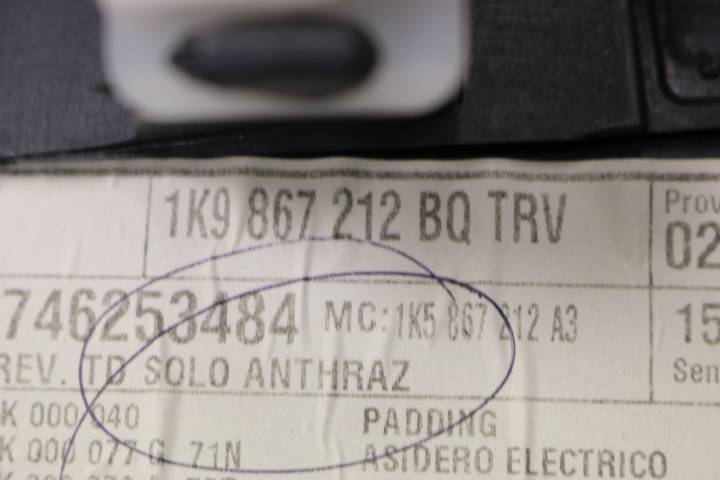 1K9 867 212 BQ TRV
Prov
02
746253484 MC: 1K5 867 212 A3
15
REV. TD SOLO ANTHRAZ
Sen
K 000 040 PADDING
K 000 077 G 71N ASIDERO ELECTRICO